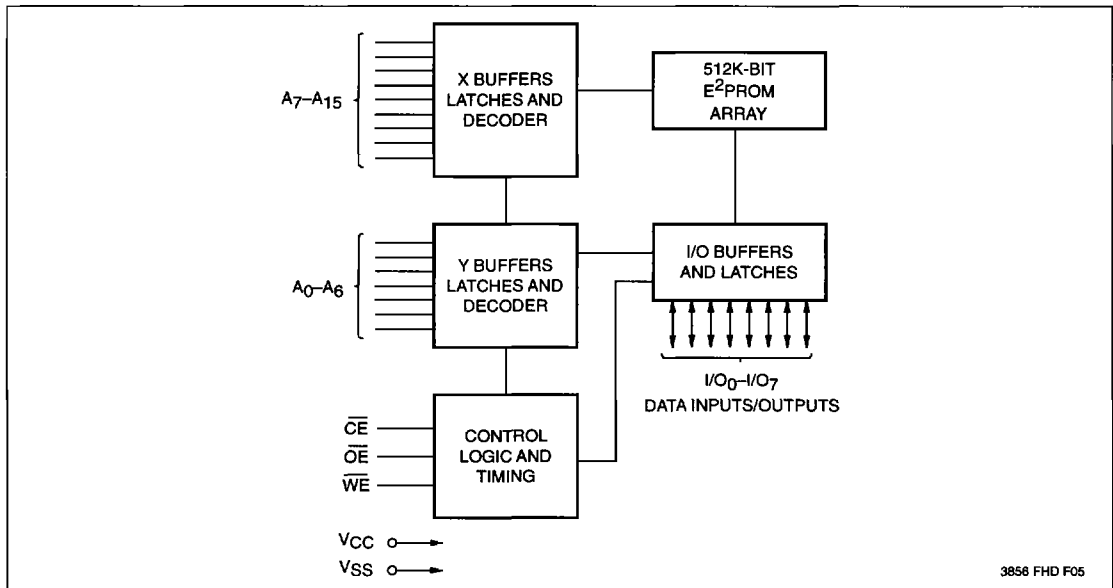 A7–A15
X BUFFERS
LATCHES AND
DECODER
512K-BIT
E2PROM
ARRAY
A0–A6
Y BUFFERS
LATCHES AND
DECODER
I/O BUFFERS
AND LATCHES
I/O0–I/O7
DATA INPUTS/OUTPUTS
CE
OE
WE
CONTROL
LOGIC AND
TIMING
VCC
VSS
3856 FHD F05